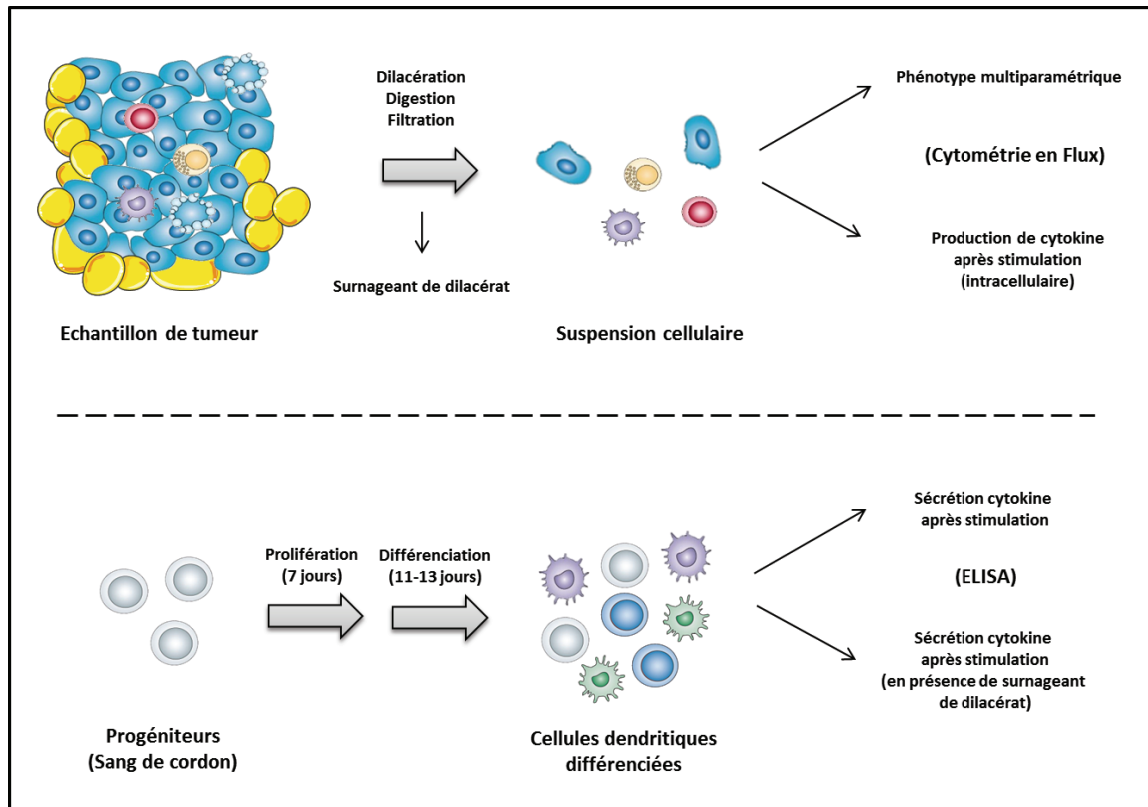 Dilacération
Digestion
Filtration
Surnageant de dilacérat
Echantillon de tumeur
Suspension cellulaire
Phénotype multiparamétrique
(Cytométrie en Flux)
Production de cytokine
après stimulation
(intracellulaire)
Progéniteurs
(Sang de cordon)
Prolifération
(7 jours)
Différenciation
(11-13 jours)
Cellules dendritiques
différenciées
Sécrétion cytokine
après stimulation
(ELISA)
Sécrétion cytokine
après stimulation
(en présence de surnageant
de dilacérat)